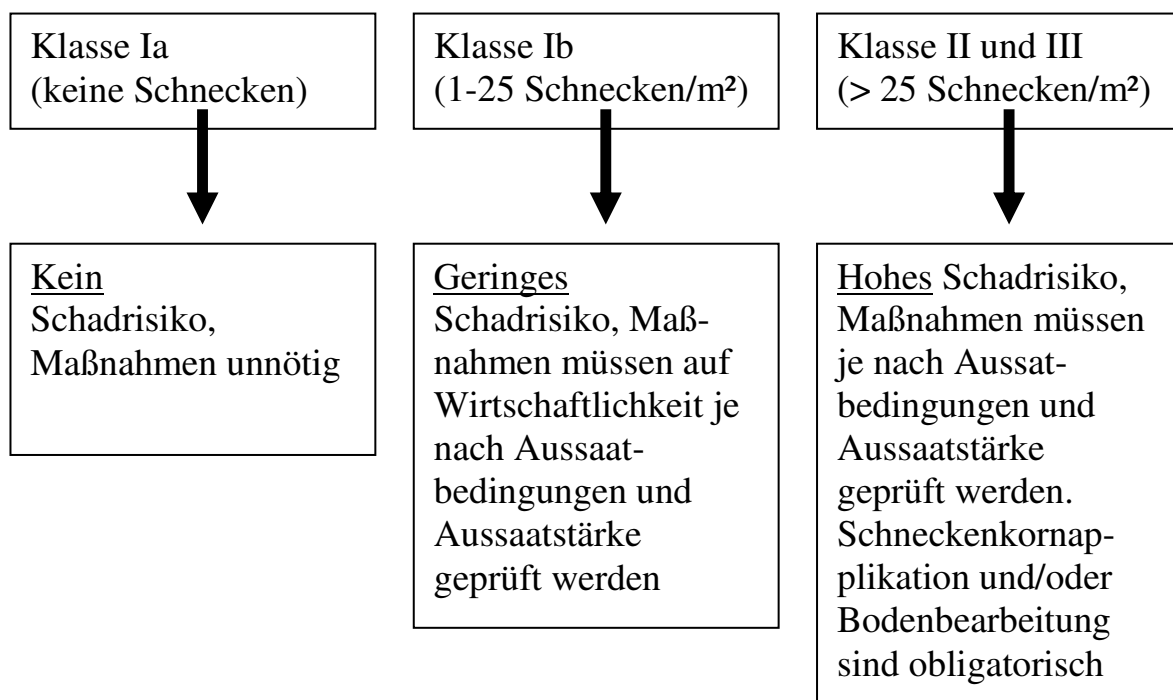 Klasse Ia
(keine Schnecken)
Klasse Ib
(1-25 Schnecken/m²)
Klasse II und III
(> 25 Schnecken/m²)
Kein
Schadrisiko,
Maßnahmen unnötig
Geringes
Schadrisiko, Maß-
nahmen müssen auf
Wirtschaftlichkeit je
nach Aussaat-
bedingungen und
Aussaatstärke
geprüft werden
Hohes Schadrisiko,
Maßnahmen müssen
je nach Aussat-
bedingungen und
Aussaatstärke
geprüft werden.
Schneckenkornap-
plikation und/oder
Bodenbearbeitung
sind obligatorisch